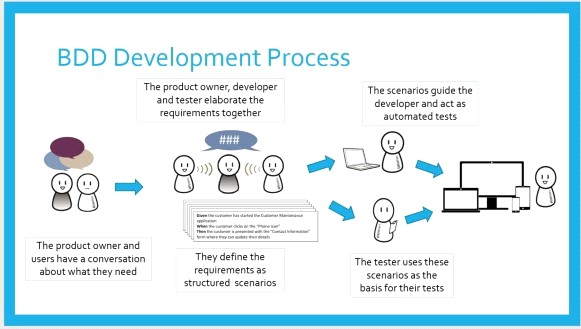 BDD Development Process
The product owner, developer
and tester elaborate the
requirements together
The scenarios guide the
developer and act as
automated tests
###
Given the customer has started the Customer Maintenance
application
When the customer clicks on the "Phone icon"
Then the customer is presented with the "Contact Information"
form where they can update their details
The product owner and
users have a conversation
about what they need
They define the
requirements as
structured scenarios
The tester uses these
scenarios as the
basis for their tests